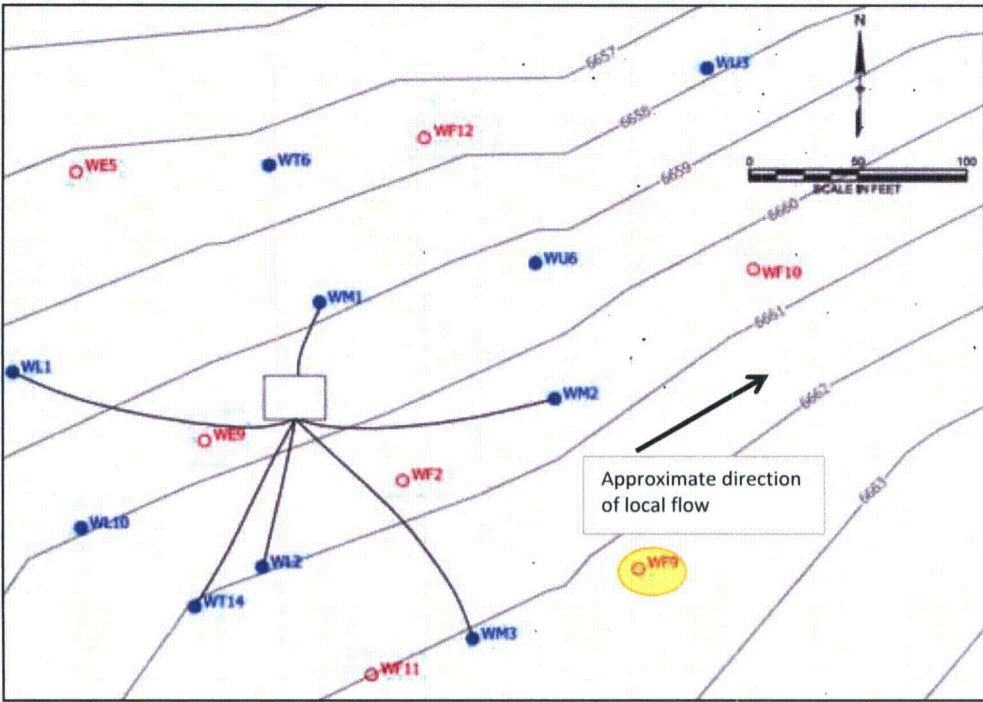 N
6657
WU3
6658
WF12
WE5
WT6
6659
0 50 100
SCALE IN FEET
6660
WU6
WF10
WM1
6661
WL1
WM2
6662
WE9
WF2
Approximate direction
of local flow
6663
WL10
WL2
WF9
WT14
WM3
WF11